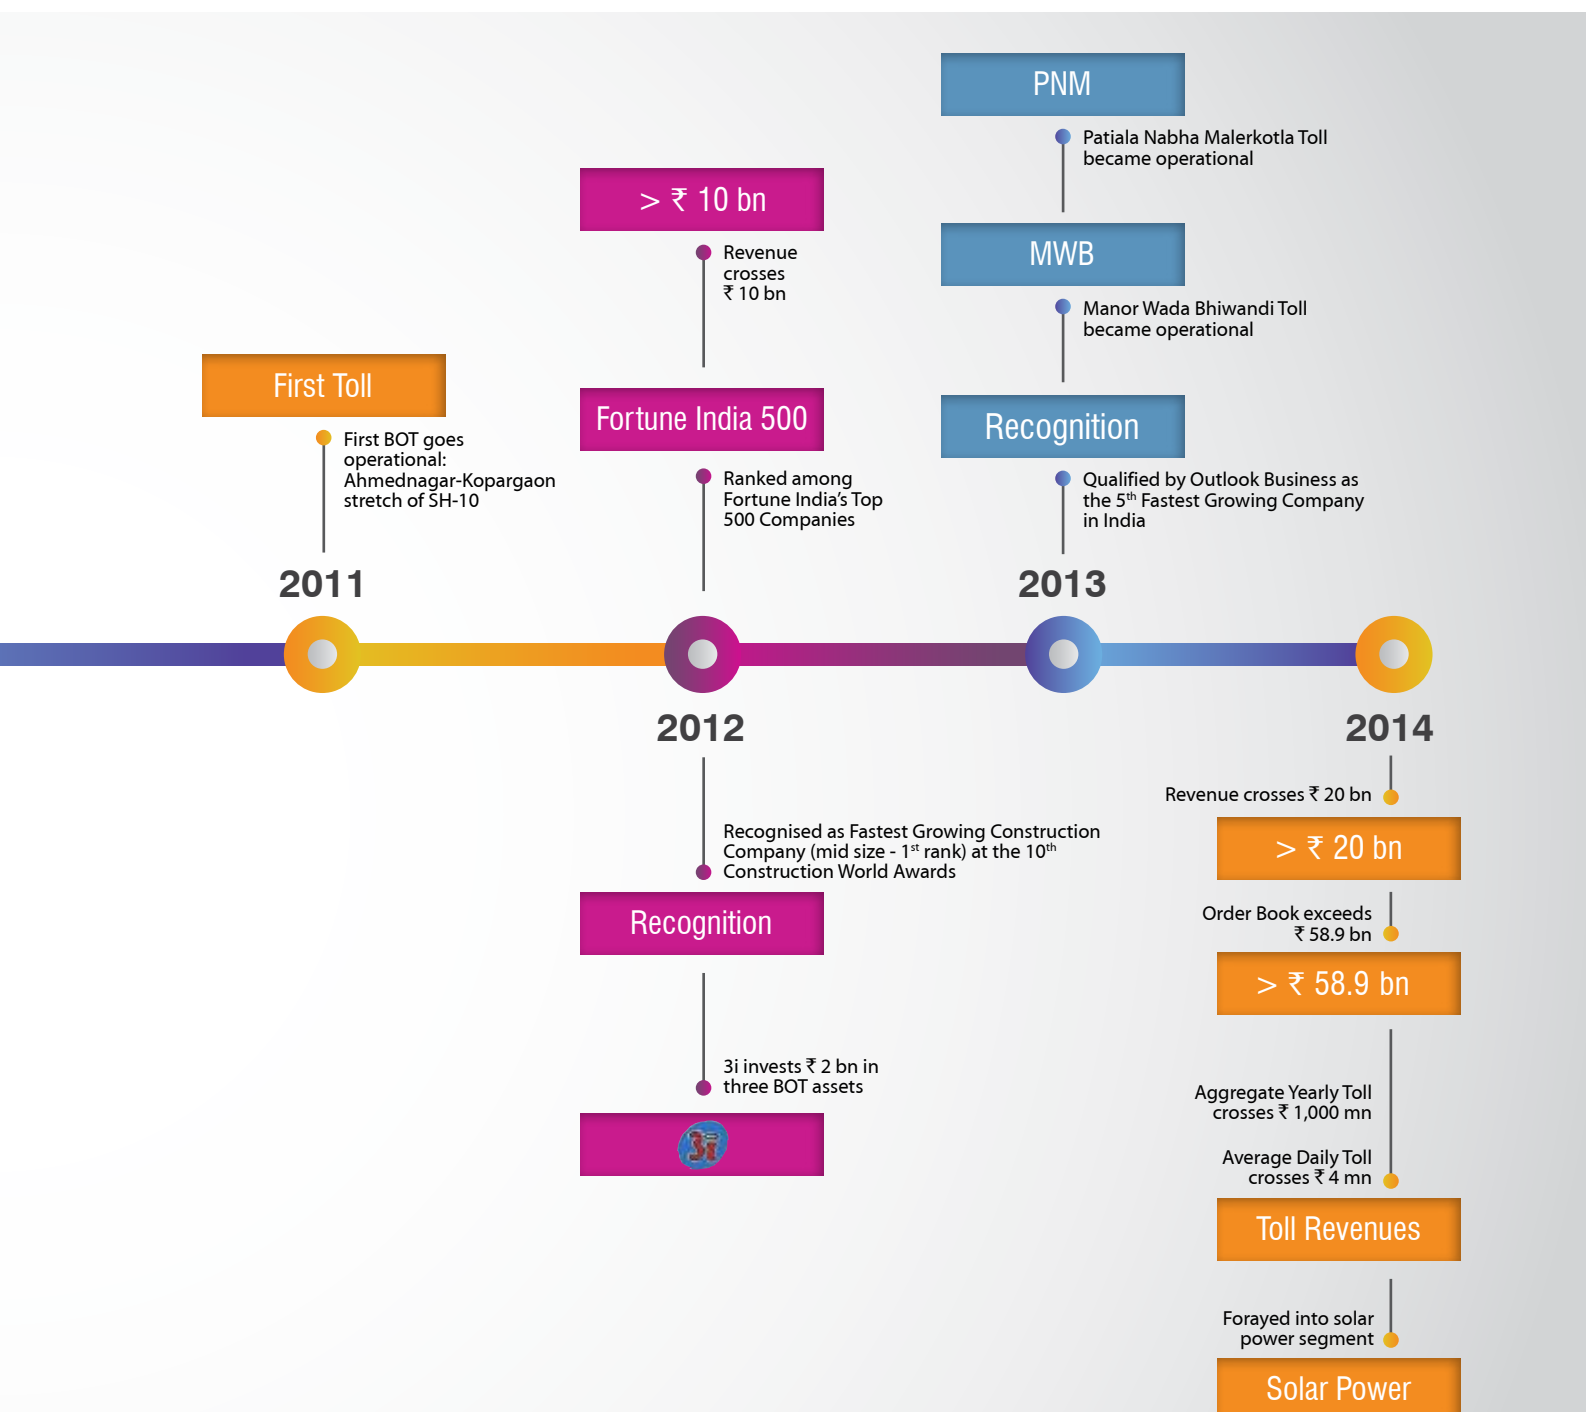 First Toll
First BOT goes
operational:
Ahmednagar-Kopargaon
stretch of SH-10
2011
> ₹ 10 bn
Revenue
crosses
₹ 10 bn
Fortune India 500
Ranked among
Fortune India’s Top
500 Companies
2012
Recognised as Fastest Growing Construction
Company (mid size - 1st rank) at the 10th
Construction World Awards
Recognition
3i invests ₹ 2 bn in
three BOT assets
3i
PNM
Patiala Nabha Malerkotla Toll
became operational
MWB
Manor Wada Bhiwandi Toll
became operational
Recognition
Qualified by Outlook Business as
the 5th Fastest Growing Company
in India
2013
2014
Revenue crosses ₹ 20 bn
> ₹ 20 bn
Order Book exceeds
₹ 58.9 bn
> ₹ 58.9 bn
Aggregate Yearly Toll
crosses ₹ 1,000 mn
Average Daily Toll
crosses ₹ 4 mn
Toll Revenues
Forayed into solar
power segment
Solar Power